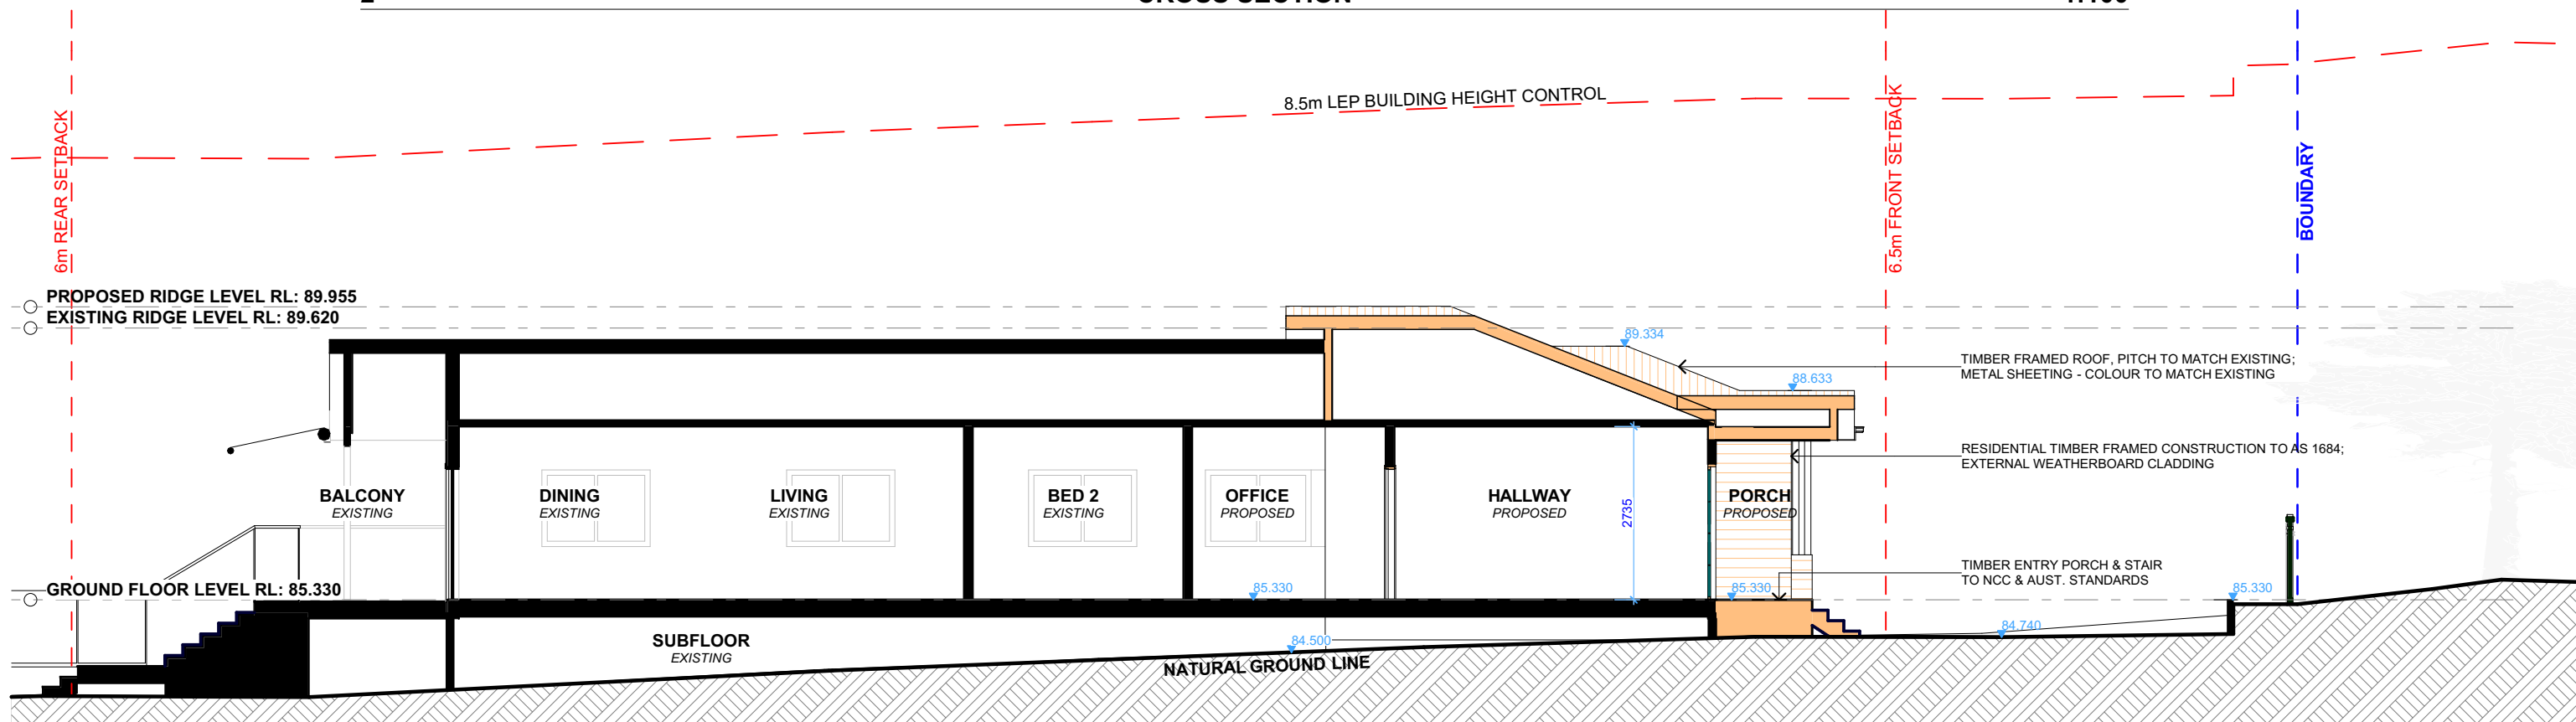 CROSS SECTION
8.5m LEP BUILDING HEIGHT CONTROL
6m REAR SETBACK
6.5m FRONT SETBACK
BOUNDARY
PROPOSED RIDGE LEVEL RL: 89.955
EXISTING RIDGE LEVEL RL: 89.620
89.334
TIMBER FRAMED ROOF, PITCH TO MATCH EXISTING;
METAL SHEETING - COLOUR TO MATCH EXISTING
88.633
RESIDENTIAL TIMBER FRAMED CONSTRUCTION TO AS 1684;
EXTERNAL WEATHERBOARD CLADDING
BALCONY
EXISTING
DINING
EXISTING
LIVING
EXISTING
BED 2
EXISTING
OFFICE
PROPOSED
HALLWAY
PROPOSED
2735
PORCH
PROPOSED
TIMBER ENTRY PORCH & STAIR
TO NCC & AUST. STANDARDS
GROUND FLOOR LEVEL RL: 85.330
85.330
85.330
85.330
84.740
SUBFLOOR
EXISTING
84.500
NATURAL GROUND LINE